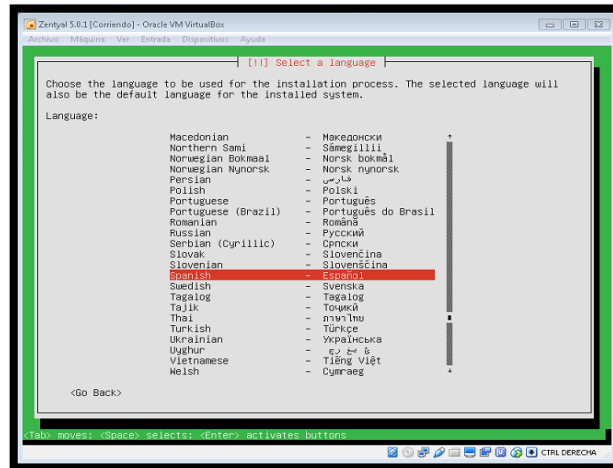 Zentyal 5.0.1 [Corriendo] - Oracle VM VirtualBox
Archivo Máquina Ver Entrada Dispositivos Ayuda
[!!] Select a language
Choose the language to be used for the installation process. The selected language will
also be the default language for the installed system.
Language:
Macedonian - Македонски
Northern Sami - Sámegillii
Norwegian Bokmaal - Norsk bokmål
Norwegian Nynorsk - Norsk nynorsk
Persian - فارسی
Polish - Polski
Portuguese - Português
Portuguese (Brazil) - Português do Brasil
Romanian - Română
Russian - Русский
Serbian (Cyrillic) - Српски
Slovak - Slovenčina
Slovenian - Slovenščina
Spanish - Español
Swedish - Svenska
Tagalog - Tagalog
Tajik - Тоҷикӣ
Thai - ภาษาไทย
Turkish - Türkçe
Ukrainian - Українська
Uyghur -
Vietnamese - Tiếng Việt
Welsh - Cymraeg
<Go Back>
<Tab> moves; <Space> selects; <Enter> activates buttons
CTRL DERECHA